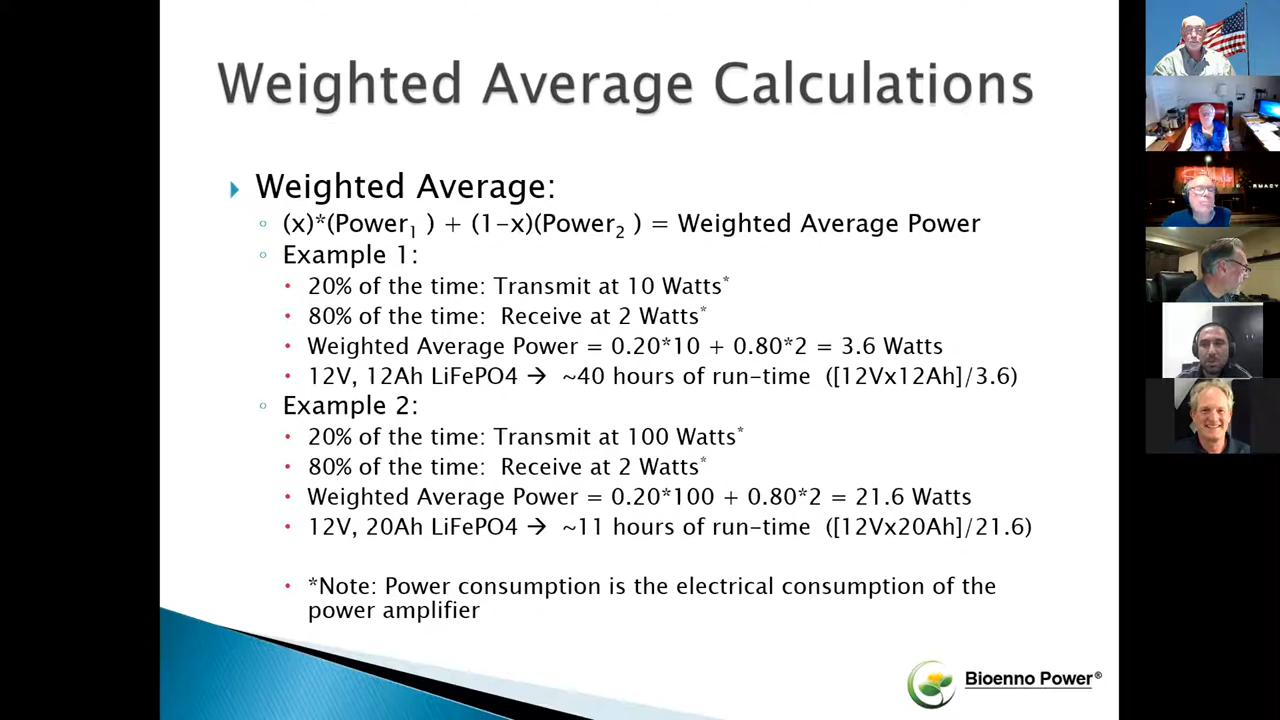 Weighted Average Calculations
Weighted Average:
(x)*(Power1 ) + (1-x)(Power2 ) = Weighted Average Power
Example 1:
20% of the time: Transmit at 10 Watts*
80% of the time: Receive at 2 Watts*
Weighted Average Power = 0.20*10 + 0.80*2 = 3.6 Watts
12V, 12Ah LiFePO4 → ~40 hours of run-time ([12Vx12Ah]/3.6)
Example 2:
20% of the time: Transmit at 100 Watts*
80% of the time: Receive at 2 Watts*
Weighted Average Power = 0.20*100 + 0.80*2 = 21.6 Watts
12V, 20Ah LiFePO4 → ~11 hours of run-time ([12Vx20Ah]/21.6)
*Note: Power consumption is the electrical consumption of the
power amplifier
Bioenno Power®